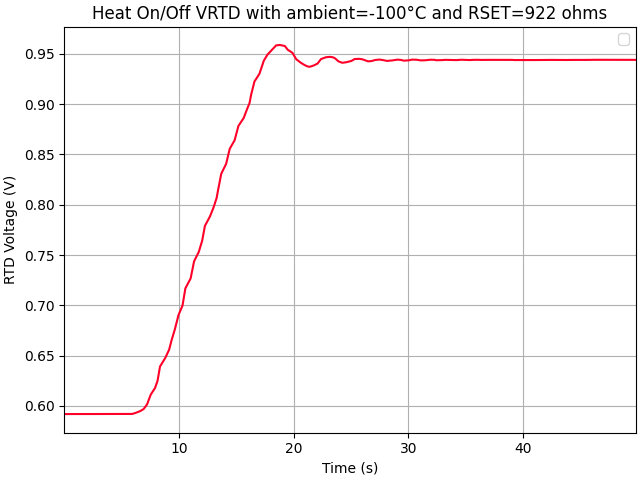 Heat On/Off VRTD with ambient=-100°C and RSET=922 ohms
0.95
0.90
0.85
0.80
0.75
0.70
0.65
0.60
RTD Voltage (V)
10 20 30 40
Time (s)